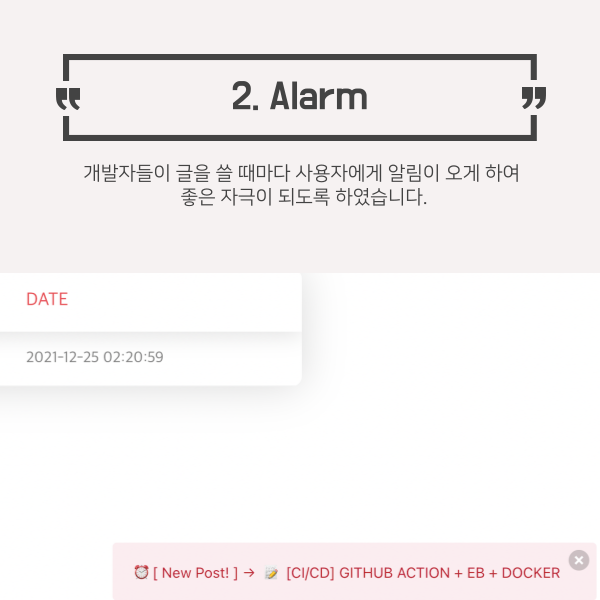 2. Alarm
개발자들이 글을 쓸 때마다 사용자에게 알림이 오게 하여
좋은 자극이 되도록 하였습니다.
DATE
2021-12-25 02:20:59
⏰ [ New Post! ] → 📝 [CI/CD] GITHUB ACTION + EB + DOCKER